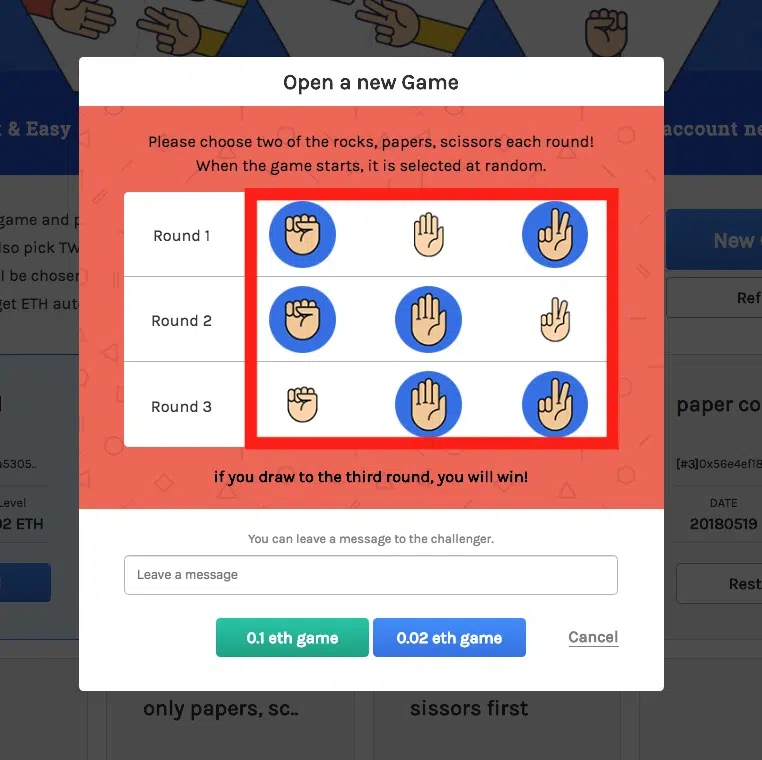 Open a new Game
& Easy
account ne
Please choose two of the rocks, papers, scissors each round!
When the game starts, it is selected at random.
game and p
lso pick TW
l be choser
get ETH aut
Round 1
Round 2
Round 3
New
Ref
if you draw to the third round, you will win!
a5305..
Level
02 ETH
paper co
[#3]0x56e4ef18
DATE
20180519
Rest
You can leave a message to the challenger.
Leave a message
0.1 eth game
0.02 eth game
Cancel
only papers, sc..
sissors first